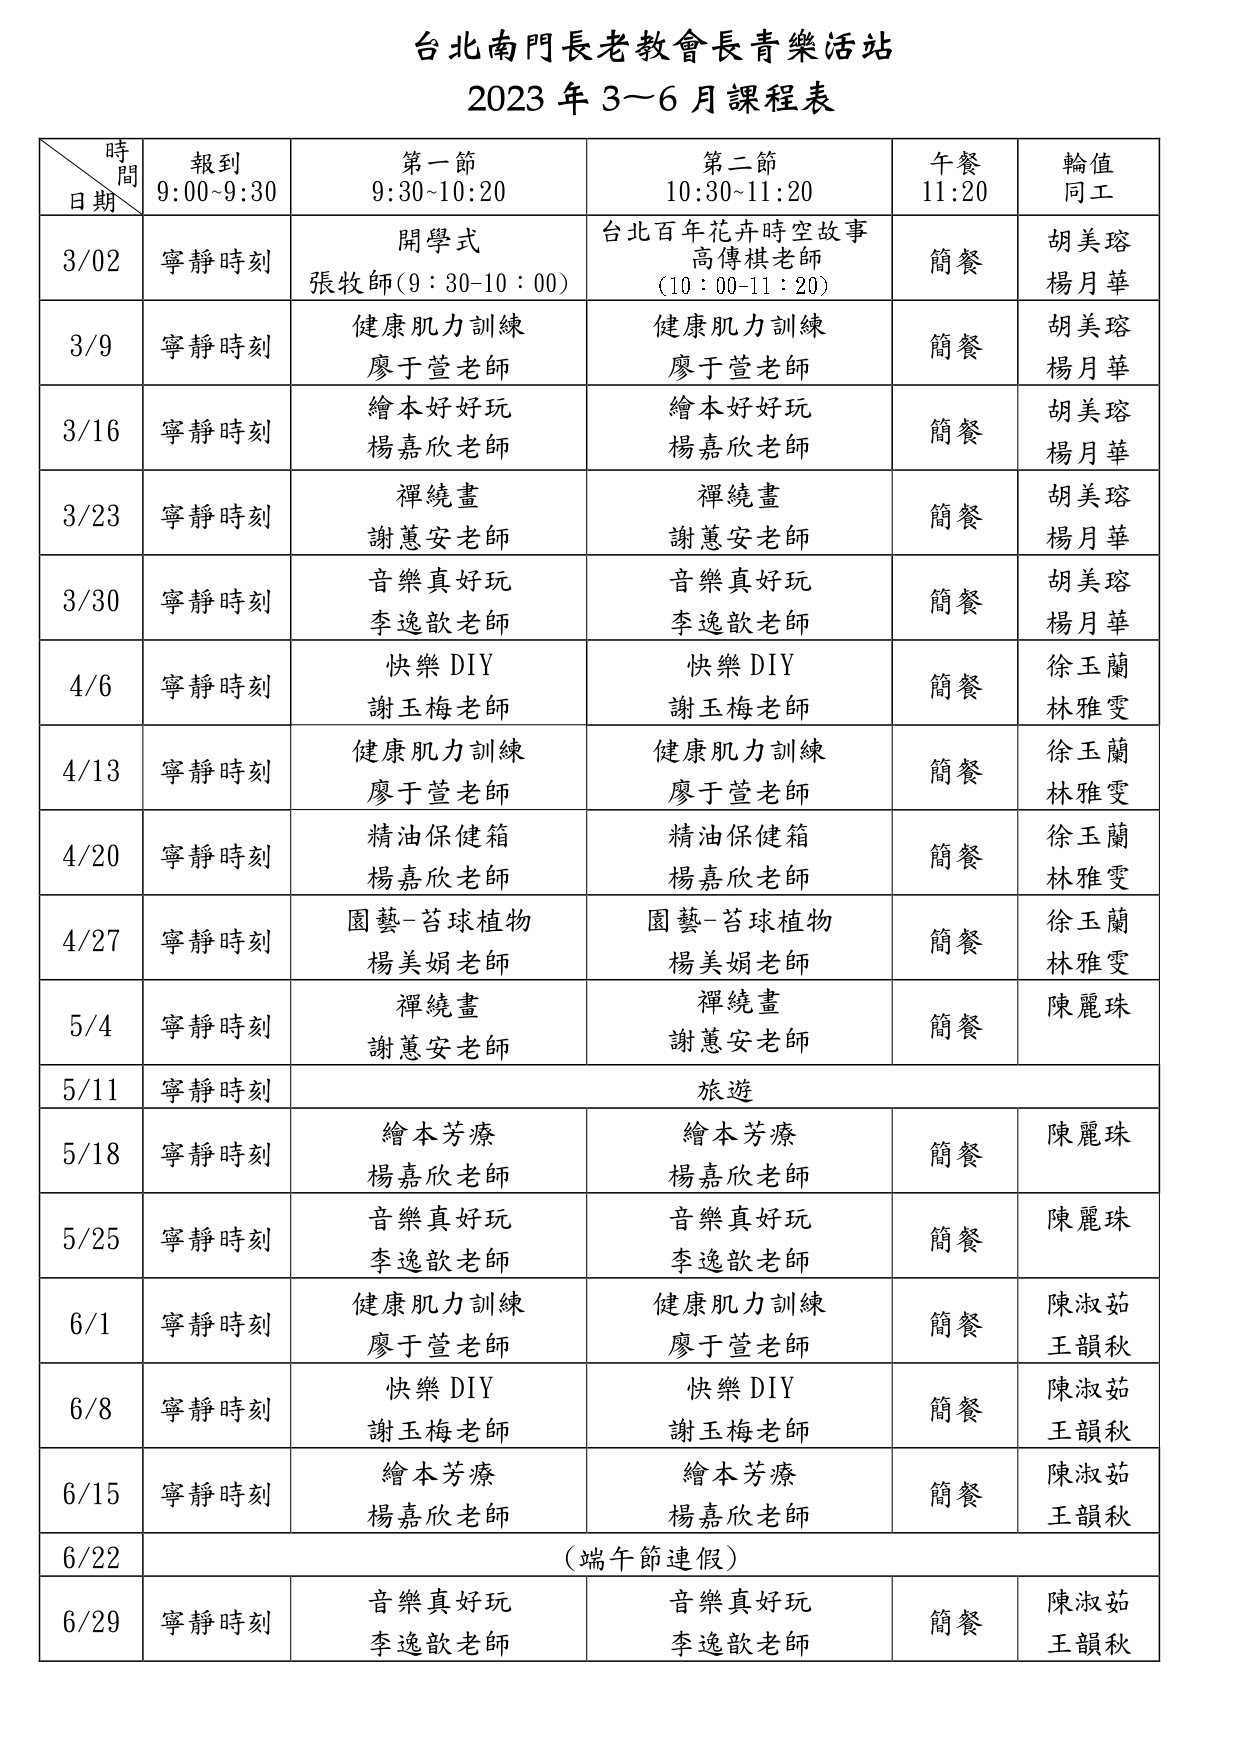 台北南門長老教會長青樂活站
2023 年 3～6 月課程表
時間 日期 報到 9:00~9:30 第一節 9:30~10:20 第二節 10:30~11:20 午餐 11:20 輪值同工
3/02 寧靜時刻 開學式 張牧師(9：30-10：00) 台北百年花卉時空故事 高傳棋老師 (10：00-11：20) 簡餐 胡美瑢 楊月華
3/9 寧靜時刻 健康肌力訓練 廖于萱老師 健康肌力訓練 廖于萱老師 簡餐 胡美瑢 楊月華
3/16 寧靜時刻 繪本好好玩 楊嘉欣老師 繪本好好玩 楊嘉欣老師 簡餐 胡美瑢 楊月華
3/23 寧靜時刻 禪繞畫 謝蕙安老師 禪繞畫 謝蕙安老師 簡餐 胡美瑢 楊月華
3/30 寧靜時刻 音樂真好玩 李逸歆老師 音樂真好玩 李逸歆老師 簡餐 胡美瑢 楊月華
4/6 寧靜時刻 快樂 DIY 謝玉梅老師 快樂 DIY 謝玉梅老師 簡餐 徐玉蘭 林雅雯
4/13 寧靜時刻 健康肌力訓練 廖于萱老師 健康肌力訓練 廖于萱老師 簡餐 徐玉蘭 林雅雯
4/20 寧靜時刻 精油保健箱 楊嘉欣老師 精油保健箱 楊嘉欣老師 簡餐 徐玉蘭 林雅雯
4/27 寧靜時刻 園藝-苔球植物 楊美娟老師 園藝-苔球植物 楊美娟老師 簡餐 徐玉蘭 林雅雯
5/4 寧靜時刻 禪繞畫 謝蕙安老師 禪繞畫 謝蕙安老師 簡餐 陳麗珠
5/11 寧靜時刻 旅遊
5/18 寧靜時刻 繪本芳療 楊嘉欣老師 繪本芳療 楊嘉欣老師 簡餐 陳麗珠
5/25 寧靜時刻 音樂真好玩 李逸歆老師 音樂真好玩 李逸歆老師 簡餐 陳麗珠
6/1 寧靜時刻 健康肌力訓練 廖于萱老師 健康肌力訓練 廖于萱老師 簡餐 陳淑茹 王韻秋
6/8 寧靜時刻 快樂 DIY 謝玉梅老師 快樂 DIY 謝玉梅老師 簡餐 陳淑茹 王韻秋
6/15 寧靜時刻 繪本芳療 楊嘉欣老師 繪本芳療 楊嘉欣老師 簡餐 陳淑茹 王韻秋
6/22 (端午節連假)
6/29 寧靜時刻 音樂真好玩 李逸歆老師 音樂真好玩 李逸歆老師 簡餐 陳淑茹 王韻秋